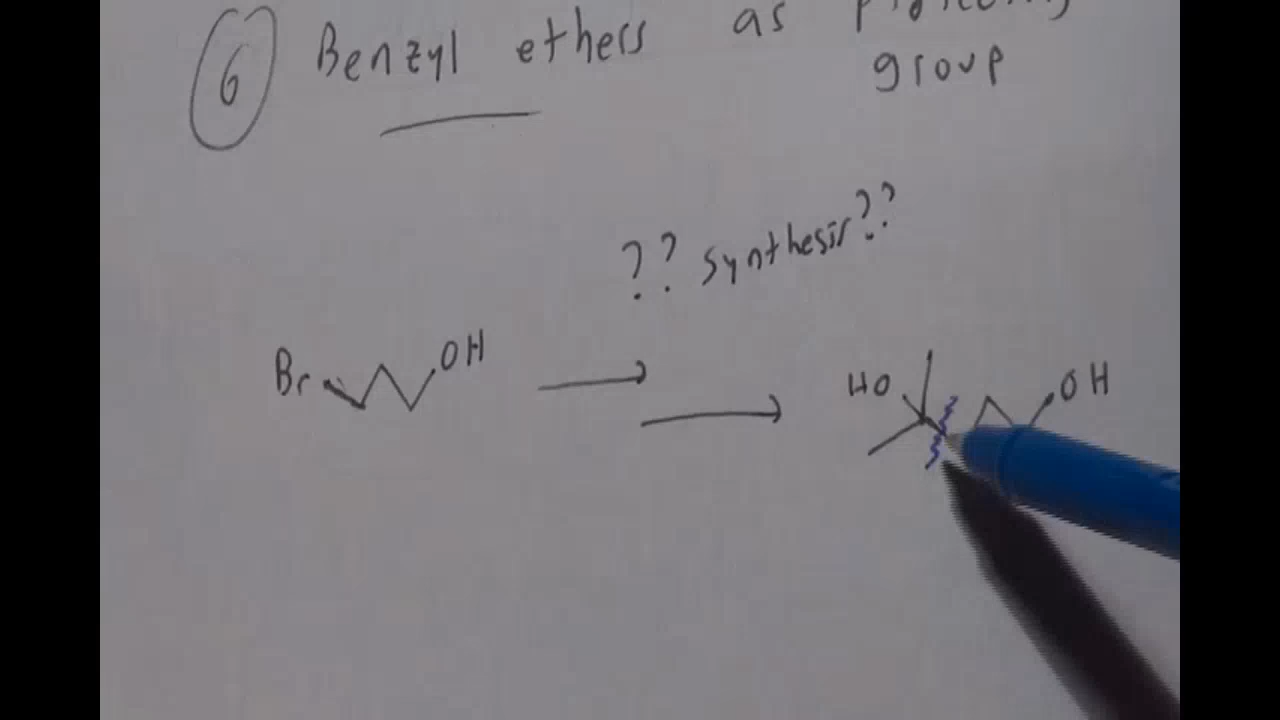 6 Benzyl ethers as
group
?? synthesis??
Br OH
HO OH